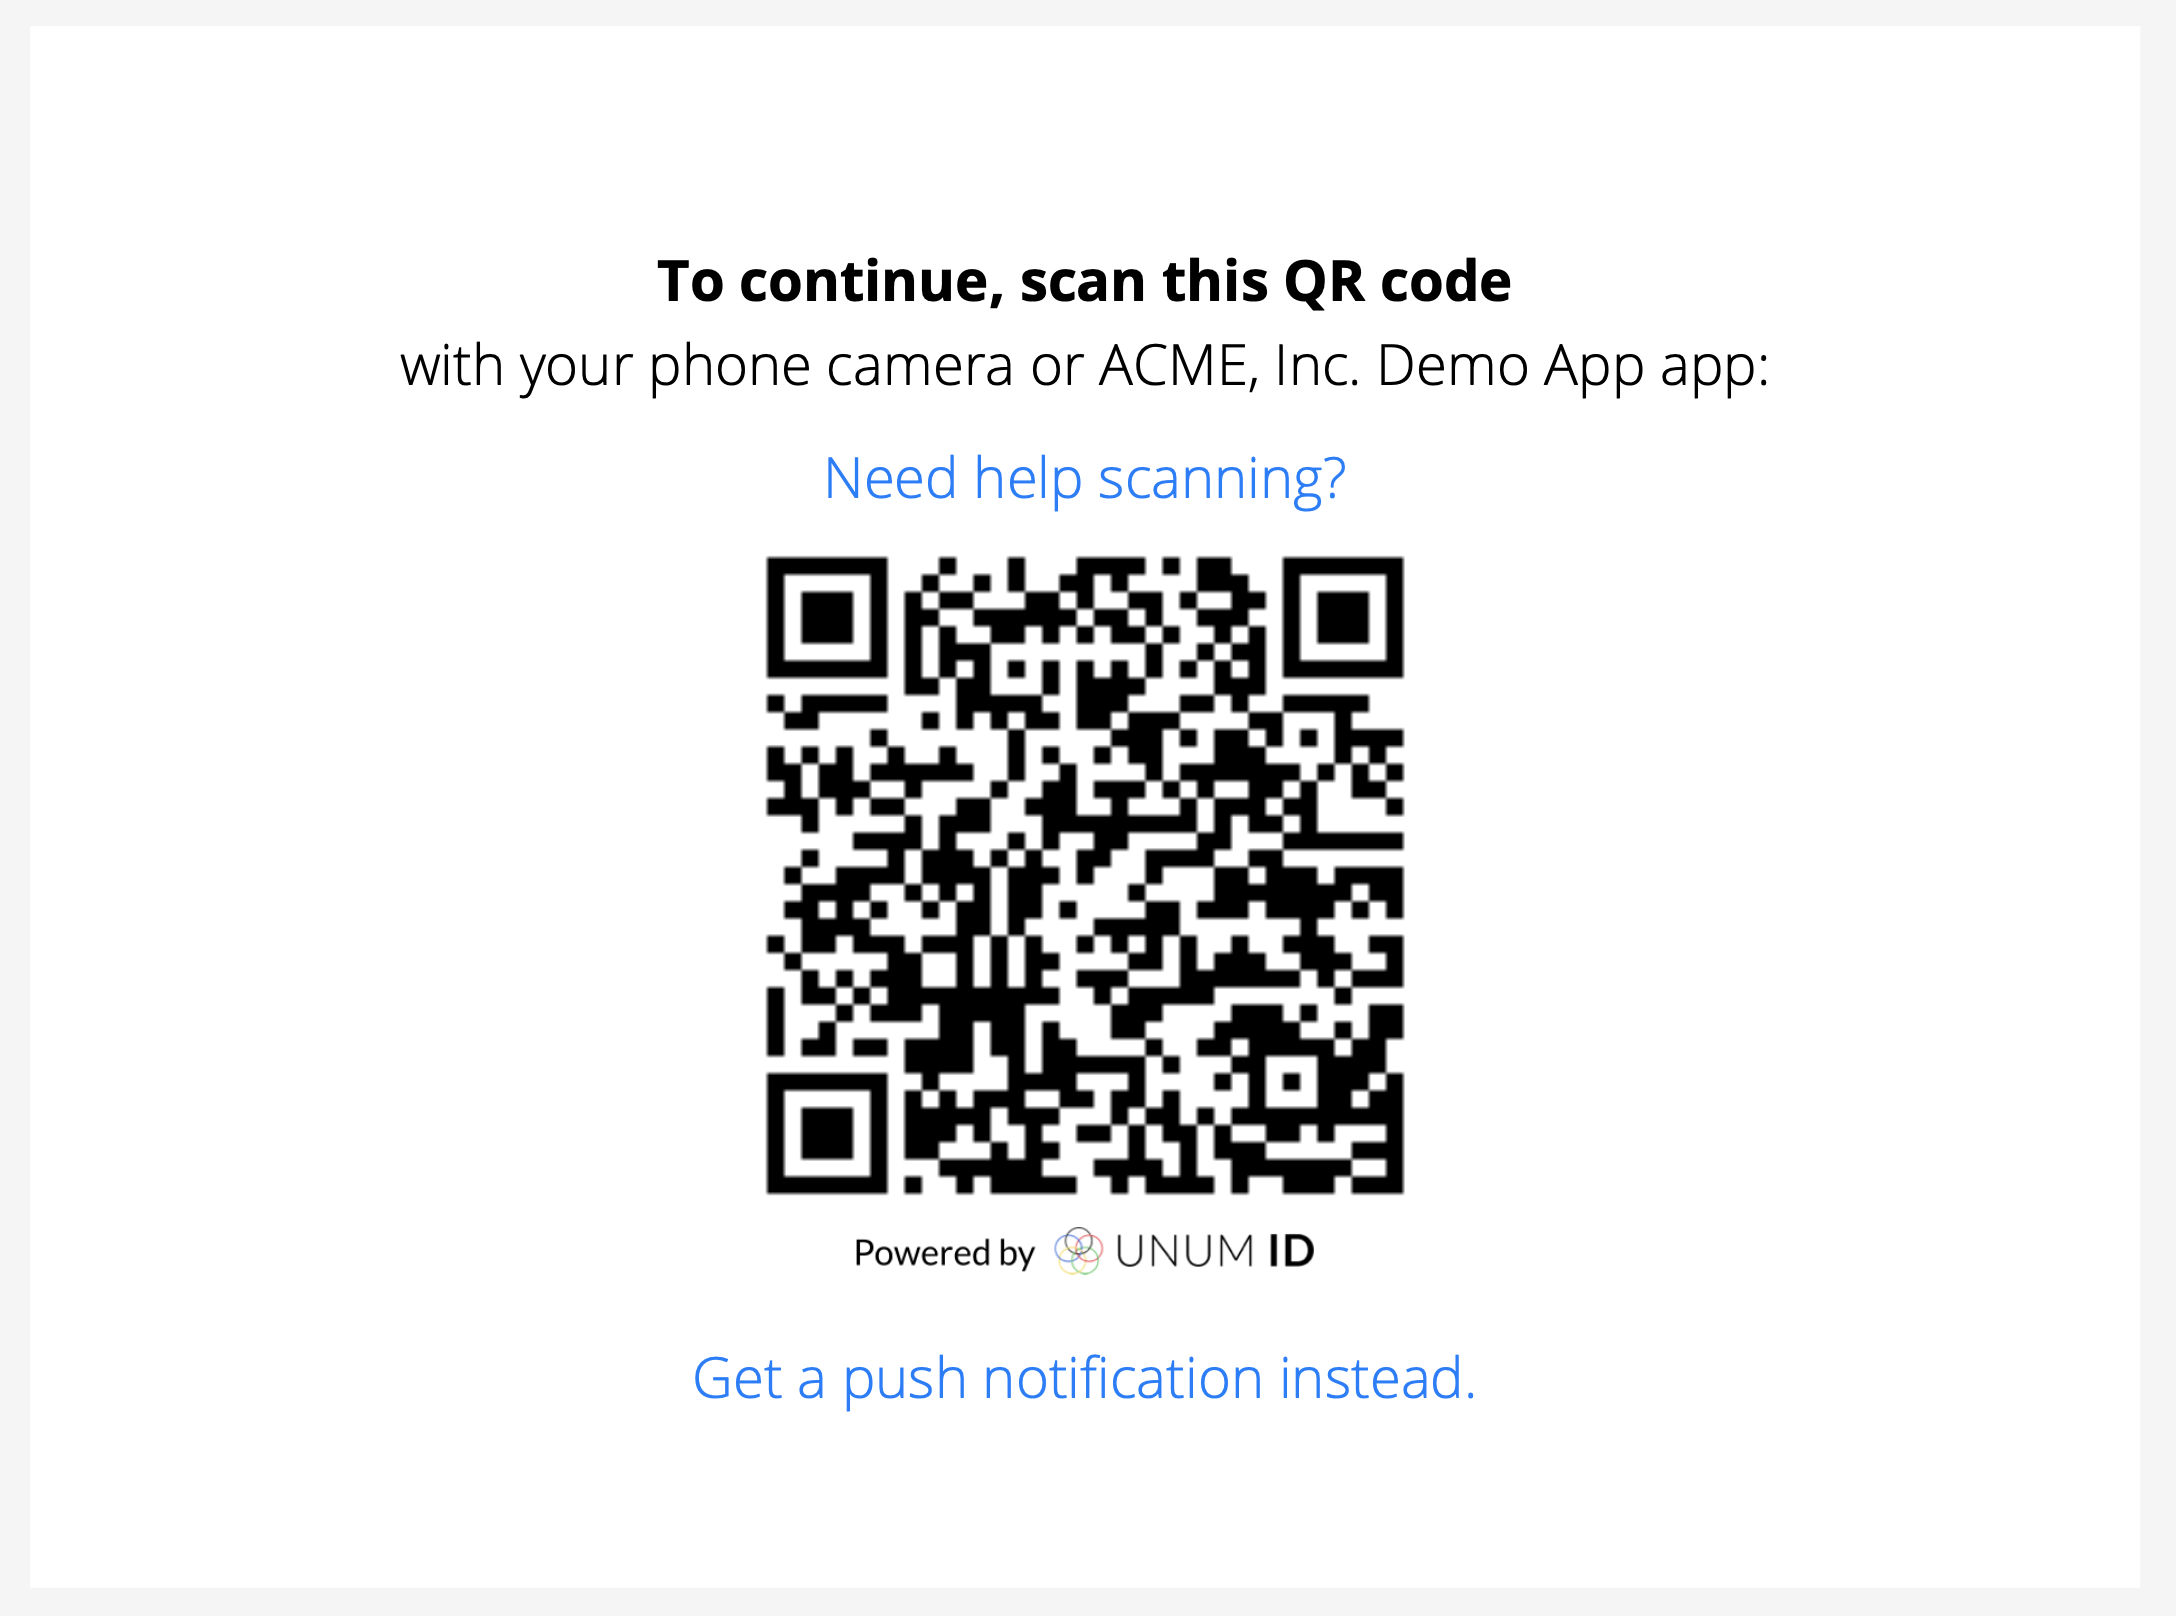 To continue, scan this QR code
with your phone camera or ACME, Inc. Demo App app:
Need help scanning?
Powered by UNUM ID
Get a push notification instead.